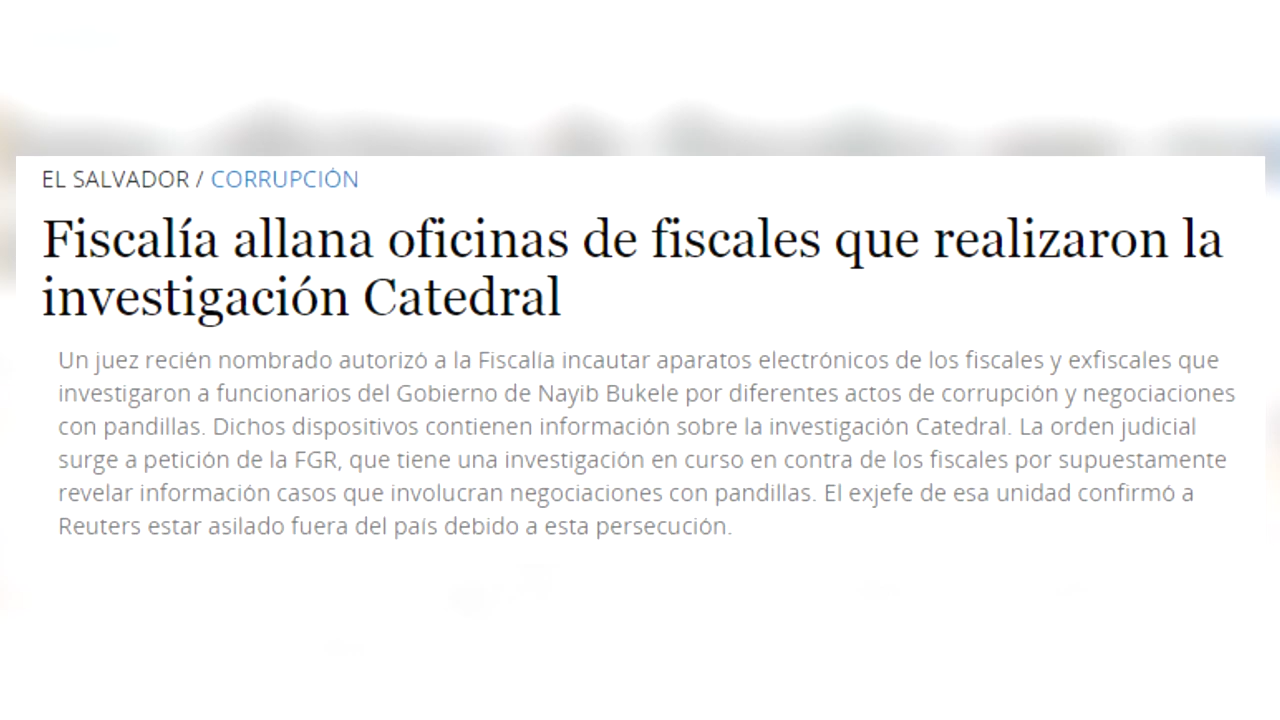 EL SALVADOR / CORRUPCIÓN
Fiscalía allana oficinas de fiscales que realizaron la
investigación Catedral
Un juez recién nombrado autorizó a la Fiscalía incautar aparatos electrónicos de los fiscales y exfiscales que
investigaron a funcionarios del Gobierno de Nayib Bukele por diferentes actos de corrupción y negociaciones
con pandillas. Dichos dispositivos contienen información sobre la investigación Catedral. La orden judicial
surge a petición de la FGR, que tiene una investigación en curso en contra de los fiscales por supuestamente
revelar información casos que involucran negociaciones con pandillas. El exjefe de esa unidad confirmó a
Reuters estar asilado fuera del país debido a esta persecución.